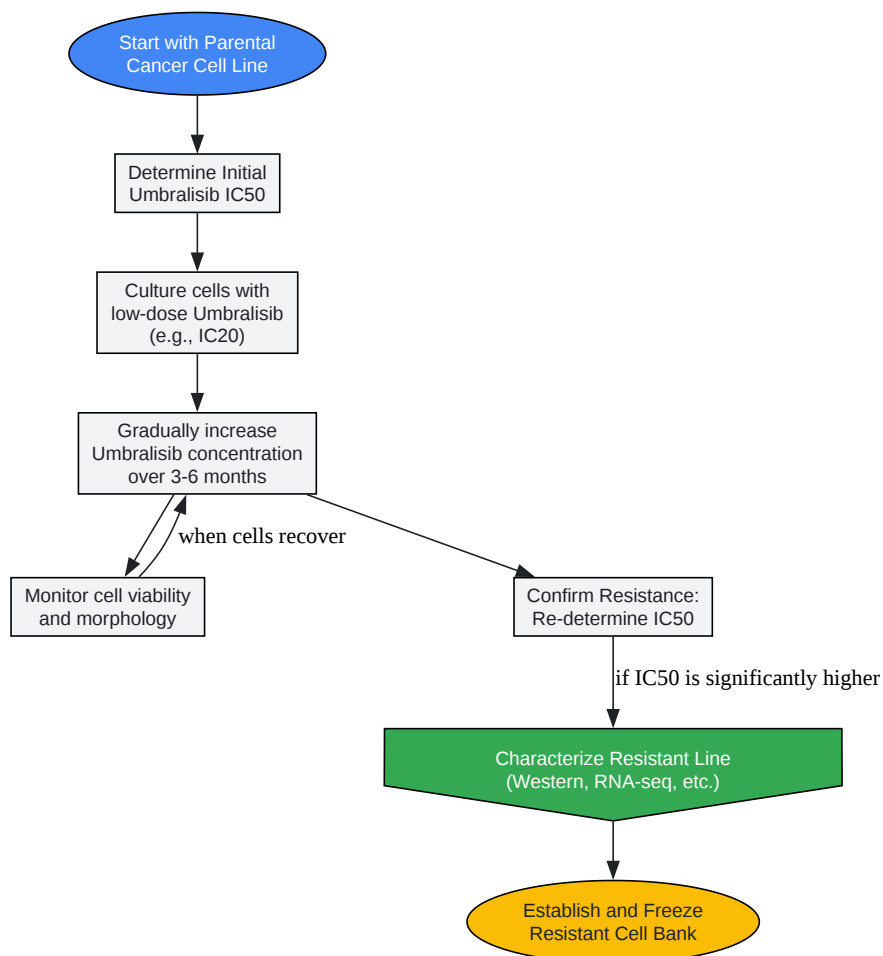 Start with Parental
Cancer Cell Line
Determine Initial
Umbralisib IC50
Culture cells with
low-dose Umbralisib
(e.g., IC20)
Gradually increase
Umbralisib concentration
over 3-6 months
when cells recover
Monitor cell viability
and morphology
Confirm Resistance:
Re-determine IC50
if IC50 is significantly higher
Characterize Resistant Line
(Western, RNA-seq, etc.)
Establish and Freeze
Resistant Cell Bank